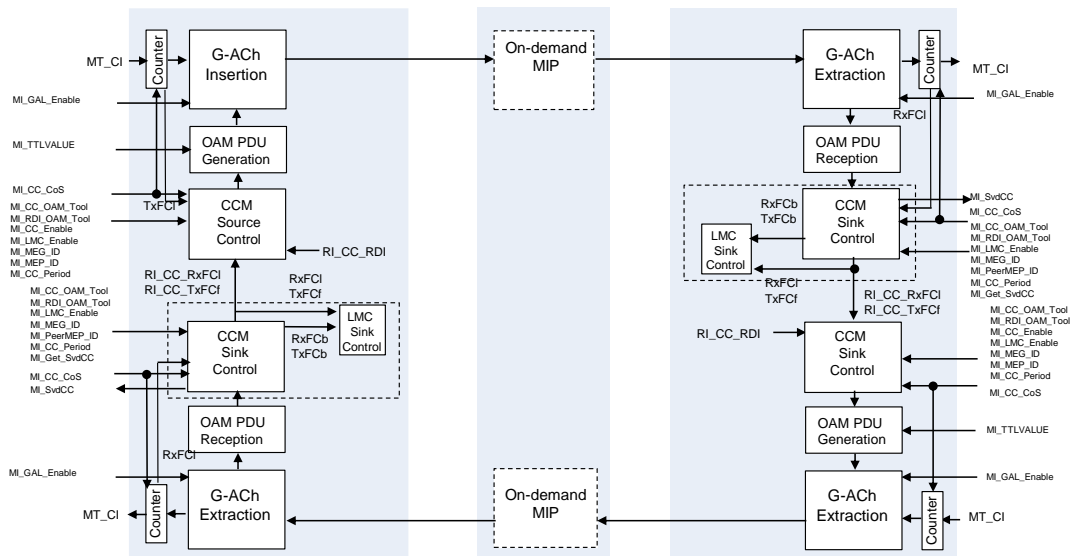 MT_CI
Counter
G-ACh
Insertion
MI_GAL_Enable
MI_TTLVALUE
OAM PDU
Generation
MI_CC_CoS
TxFCl
MI_CC_OAM_Tool
MI_RDI_OAM_Tool
MI_CC_Enable
MI_LMC_Enable
MI_MEG_ID
MI_MEP_ID
MI_CC_Period
CCM
Source
Control
RI_CC_RDI
RI_CC_RxFCl
RI_CC_TxFCf
RxFCl
TxFCf
MI_CC_OAM_Tool
MI_RDI_OAM_Tool
MI_LMC_Enable
MI_MEG_ID
MI_PeerMEP_ID
MI_CC_Period
MI_Get_SvdCC
MI_CC_CoS
MI_SvdCC
CCM
Sink
Control
RxFCb
TxFCb
LMC
Sink
Control
OAM PDU
Reception
RxFCl
MI_GAL_Enable
MT_CI
Counter
G-ACh
Extraction
On-demand
MIP
On-demand
MIP
G-ACh
Extraction
Counter
MT_CI
MI_GAL_Enable
RxFCl
OAM PDU
Reception
RxFCb
TxFCb
CCM
Sink
Control
LMC
Sink
Control
RxFCl
TxFCf
MI_SvdCC
MI_CC_CoS
MI_CC_OAM_Tool
MI_RDI_OAM_Tool
MI_LMC_Enable
MI_MEG_ID
MI_PeerMEP_ID
MI_CC_Period
MI_Get_SvdCC
RI_CC_RxFCl
RI_CC_TxFCf
RI_CC_RDI
CCM
Sink
Control
MI_CC_OAM_Tool
MI_RDI_OAM_Tool
MI_CC_Enable
MI_LMC_Enable
MI_MEG_ID
MI_MEP_ID
MI_CC_Period
MI_CC_CoS
OAM PDU
Generation
MI_TTLVALUE
MI_GAL_Enable
G-ACh
Extraction
Counter
MT_CI